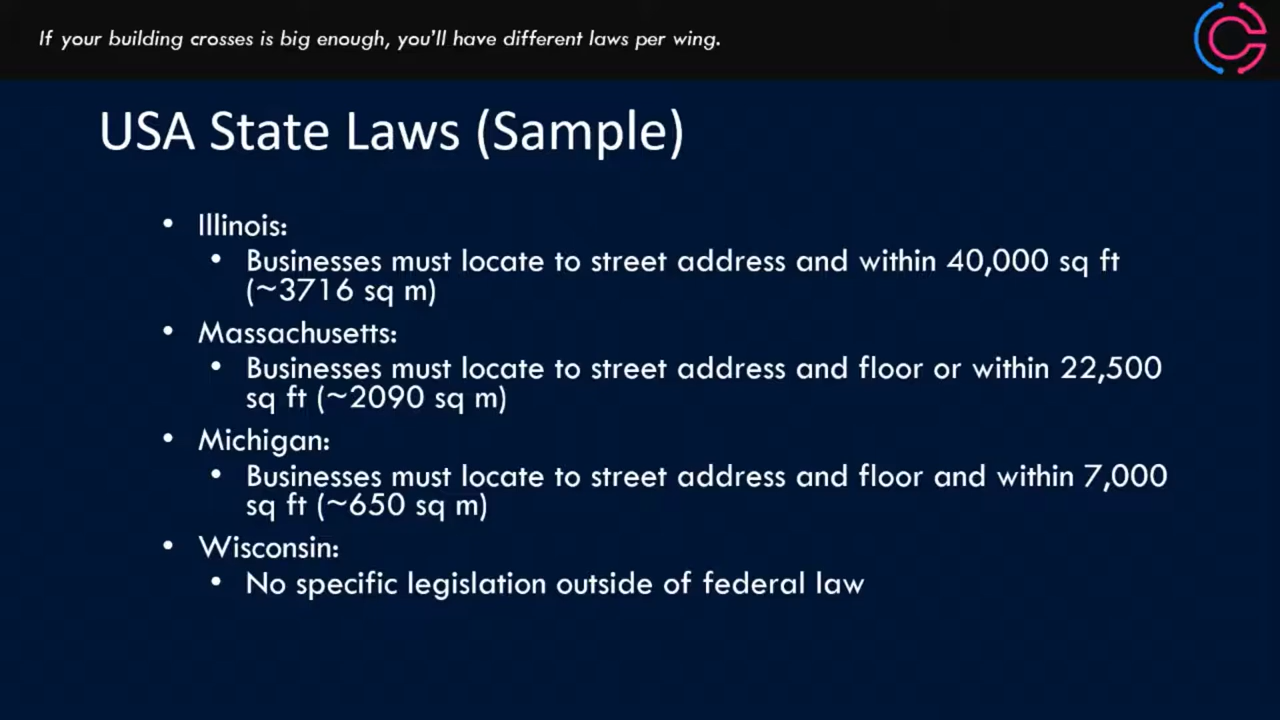 If your building crosses is big enough, you'll have different laws per wing.
USA State Laws (Sample)
• Illinois:
• Businesses must locate to street address and within 40,000 sq ft
(~3716 sq m)
• Massachusetts:
• Businesses must locate to street address and floor or within 22,500
sq ft (~2090 sq m)
• Michigan:
• Businesses must locate to street address and floor and within 7,000
sq ft (~650 sq m)
• Wisconsin:
• No specific legislation outside of federal law